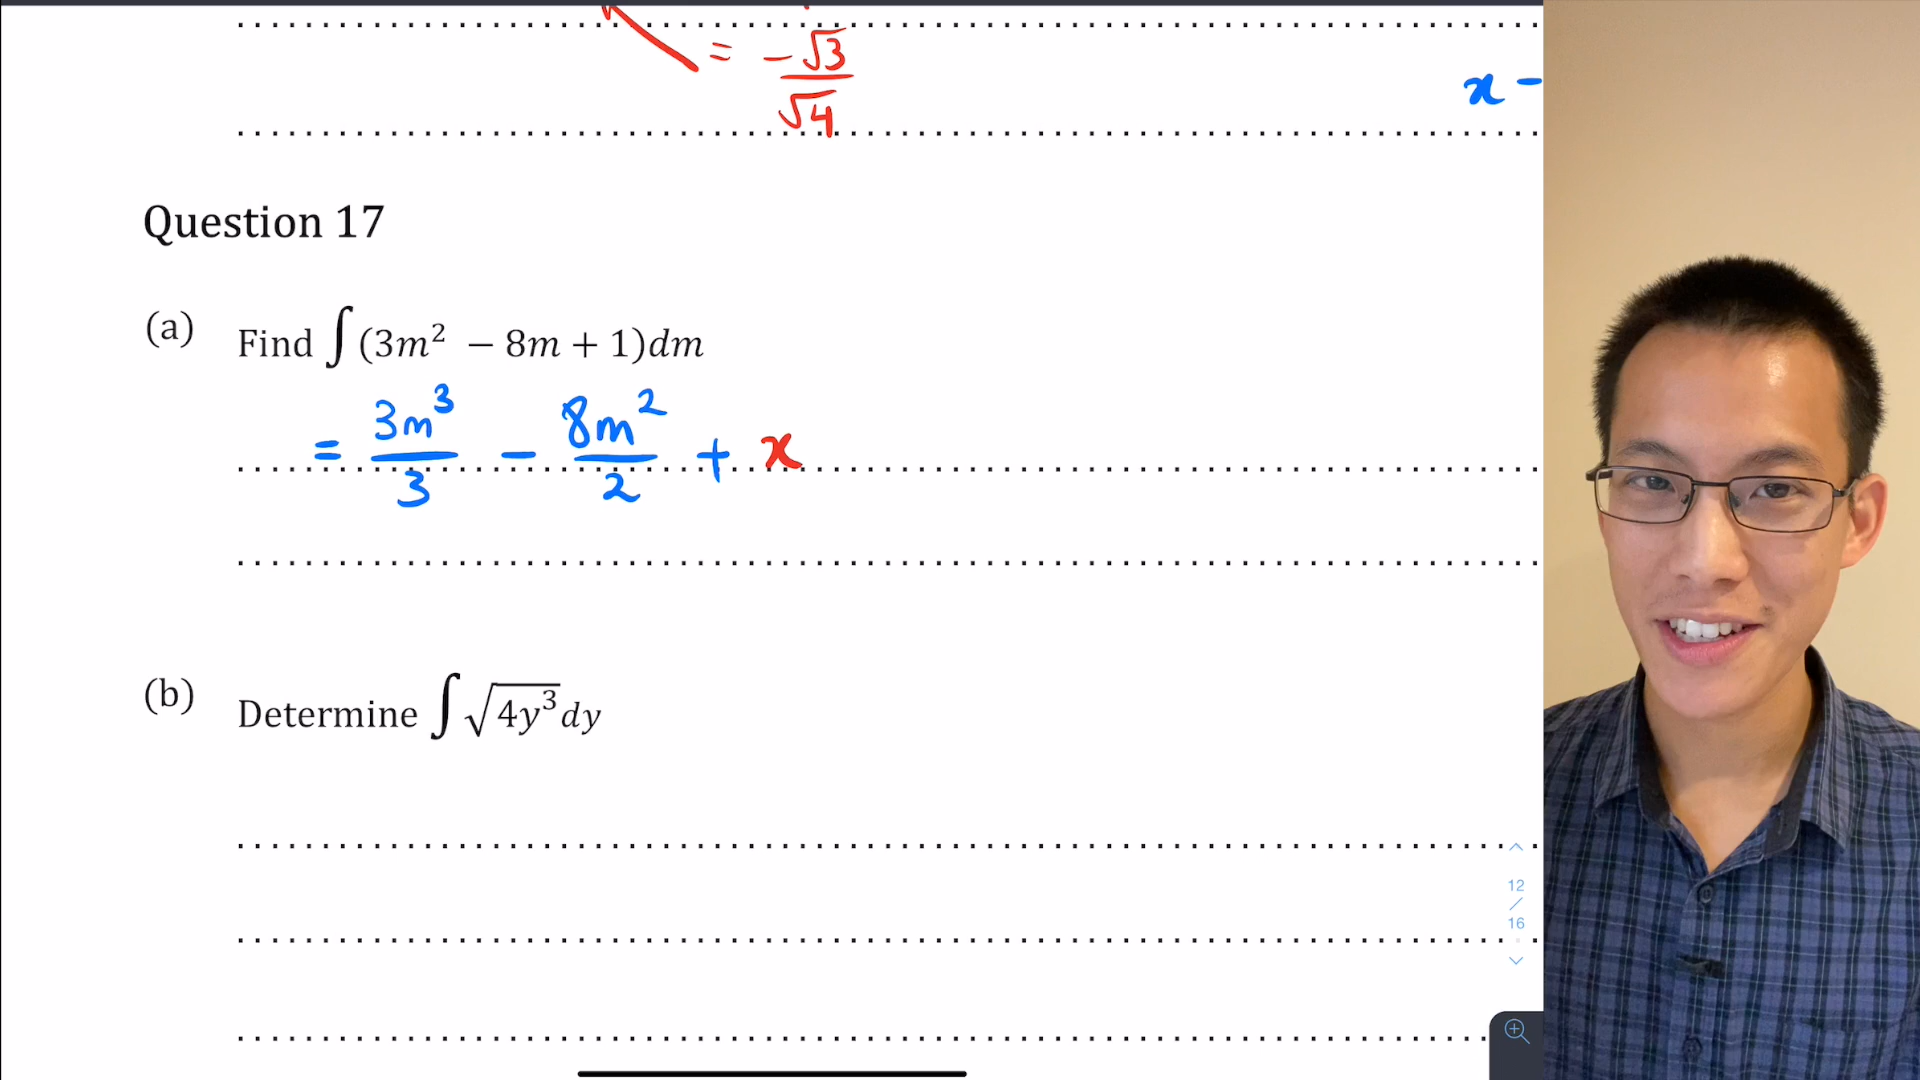 = -√3/√4
x -
Question 17
(a) Find ∫(3m² − 8m + 1)dm
= 3m³/3 - 8m²/2 + x
(b) Determine ∫√(4y³)dy
12
/
16